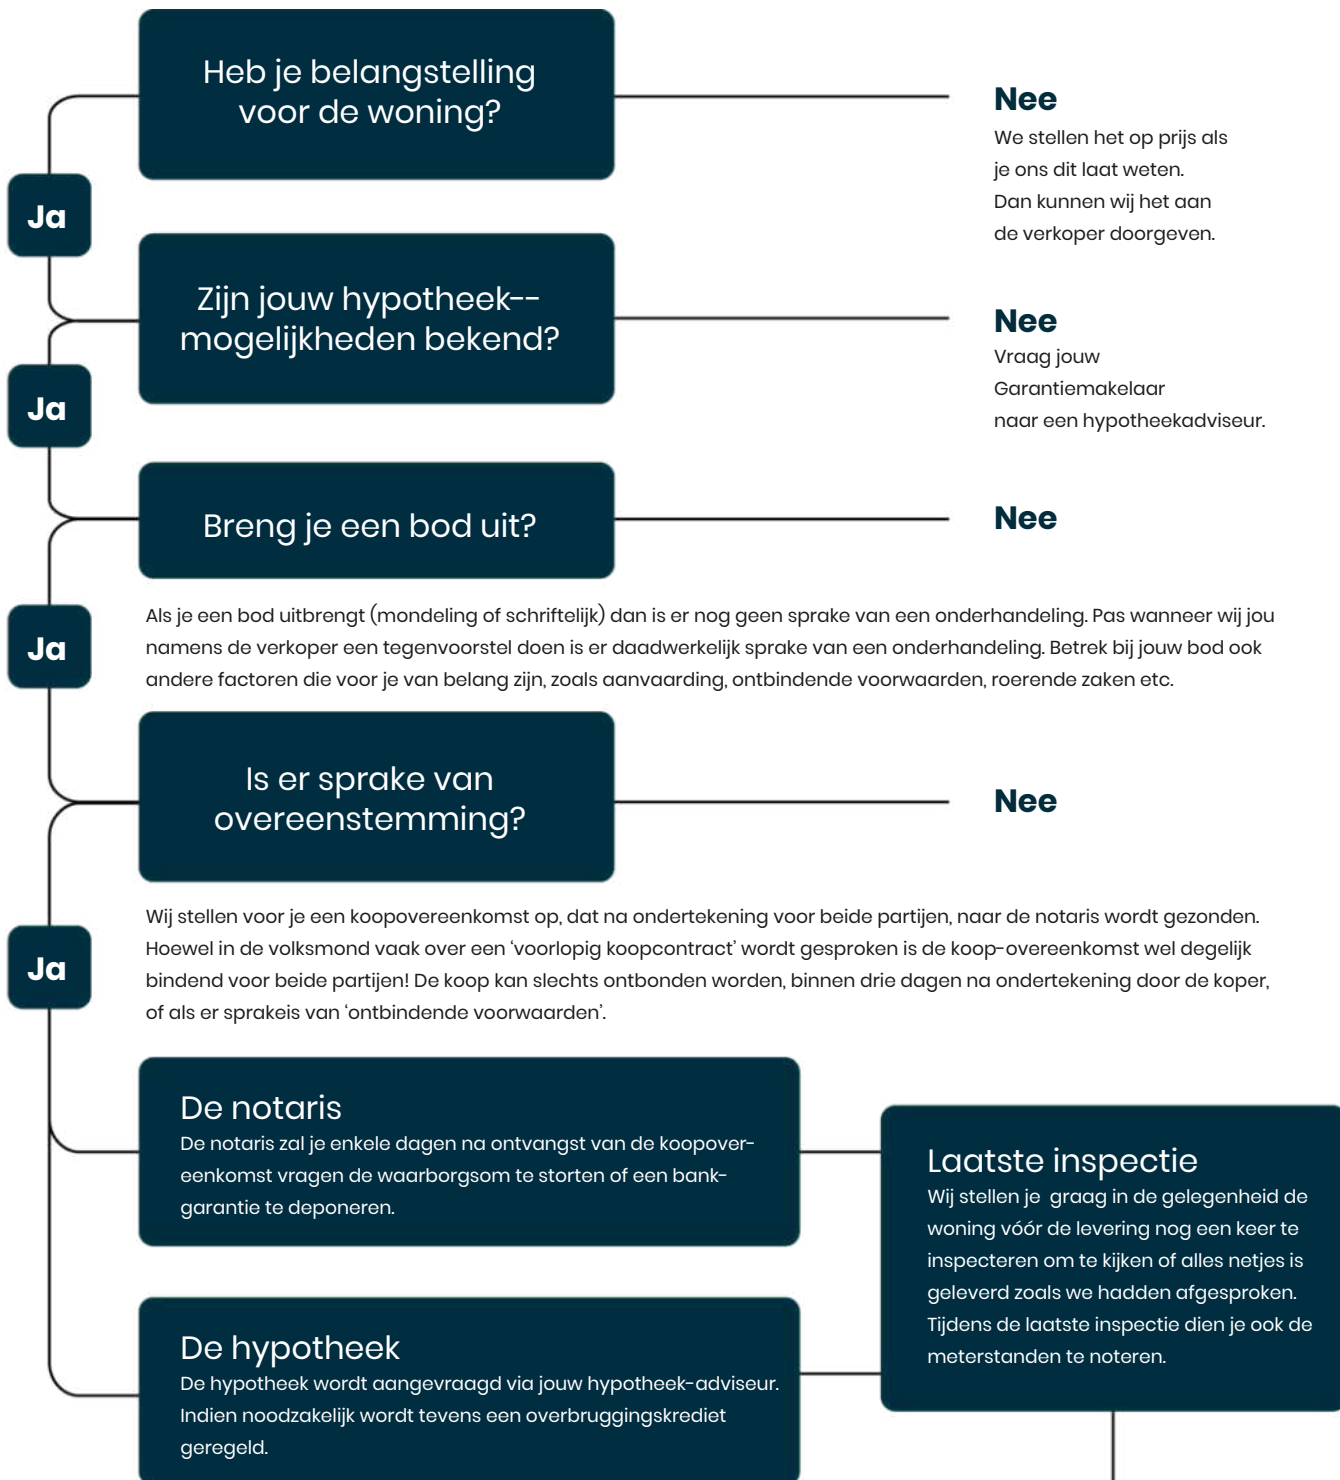 Heb je belangstelling
voor de woning?
Nee
We stellen het op prijs als
je ons dit laat weten.
Dan kunnen wij het aan
de verkoper doorgeven.
Ja
Zijn jouw hypotheek--
mogelijkheden bekend?
Nee
Vraag jouw
Garantiemakelaar
naar een hypotheekadviseur.
Ja
Breng je een bod uit?
Nee
Ja
Als je een bod uitbrengt (mondeling of schriftelijk) dan is er nog geen sprake van een onderhandeling. Pas wanneer wij jou
namens de verkoper een tegenvoorstel doen is er daadwerkelijk sprake van een onderhandeling. Betrek bij jouw bod ook
andere factoren die voor je van belang zijn, zoals aanvaarding, ontbindende voorwaarden, roerende zaken etc.
Is er sprake van
overeenstemming?
Nee
Ja
Wij stellen voor je een koopovereenkomst op, dat na ondertekening voor beide partijen, naar de notaris wordt gezonden.
Hoewel in de volksmond vaak over een ‘voorlopig koopcontract’ wordt gesproken is de koop-overeenkomst wel degelijk
bindend voor beide partijen! De koop kan slechts ontbonden worden, binnen drie dagen na ondertekening door de koper,
of als er sprakeis van ‘ontbindende voorwaarden’.
De notaris
De notaris zal je enkele dagen na ontvangst van de koopover-
eenkomst vragen de waarborgsom te storten of een bank-
garantie te deponeren.
Laatste inspectie
Wij stellen je graag in de gelegenheid de
woning vóór de levering nog een keer te
inspecteren om te kijken of alles netjes is
geleverd zoals we hadden afgesproken.
Tijdens de laatste inspectie dien je ook de
meterstanden te noteren.
De hypotheek
De hypotheek wordt aangevraagd via jouw hypotheek-adviseur.
Indien noodzakelijk wordt tevens een overbruggingskrediet
geregeld.